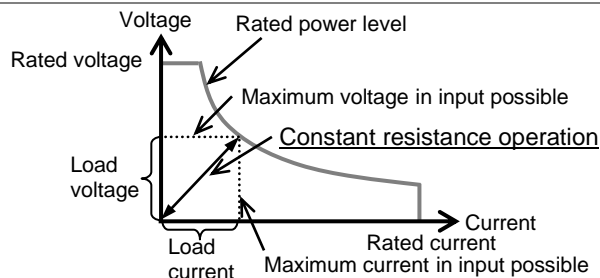 Voltage
Rated power level
Rated voltage
Maximum voltage in input possible
Constant resistance operation
Load
voltage
Current
Rated current
Load
current
Maximum current in input possible